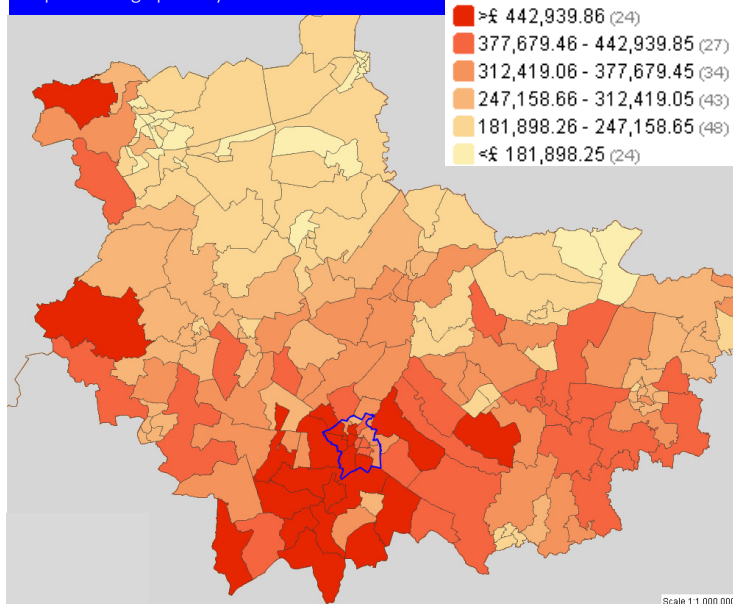 >£ 442,939.86 (24)
377,679.46 - 442,939.85 (27)
312,419.06 - 377,679.45 (34)
247,158.66 - 312,419.05 (43)
181,898.26 - 247,158.65 (48)
<£ 181,898.25 (24)
Scale 1:1 000 000